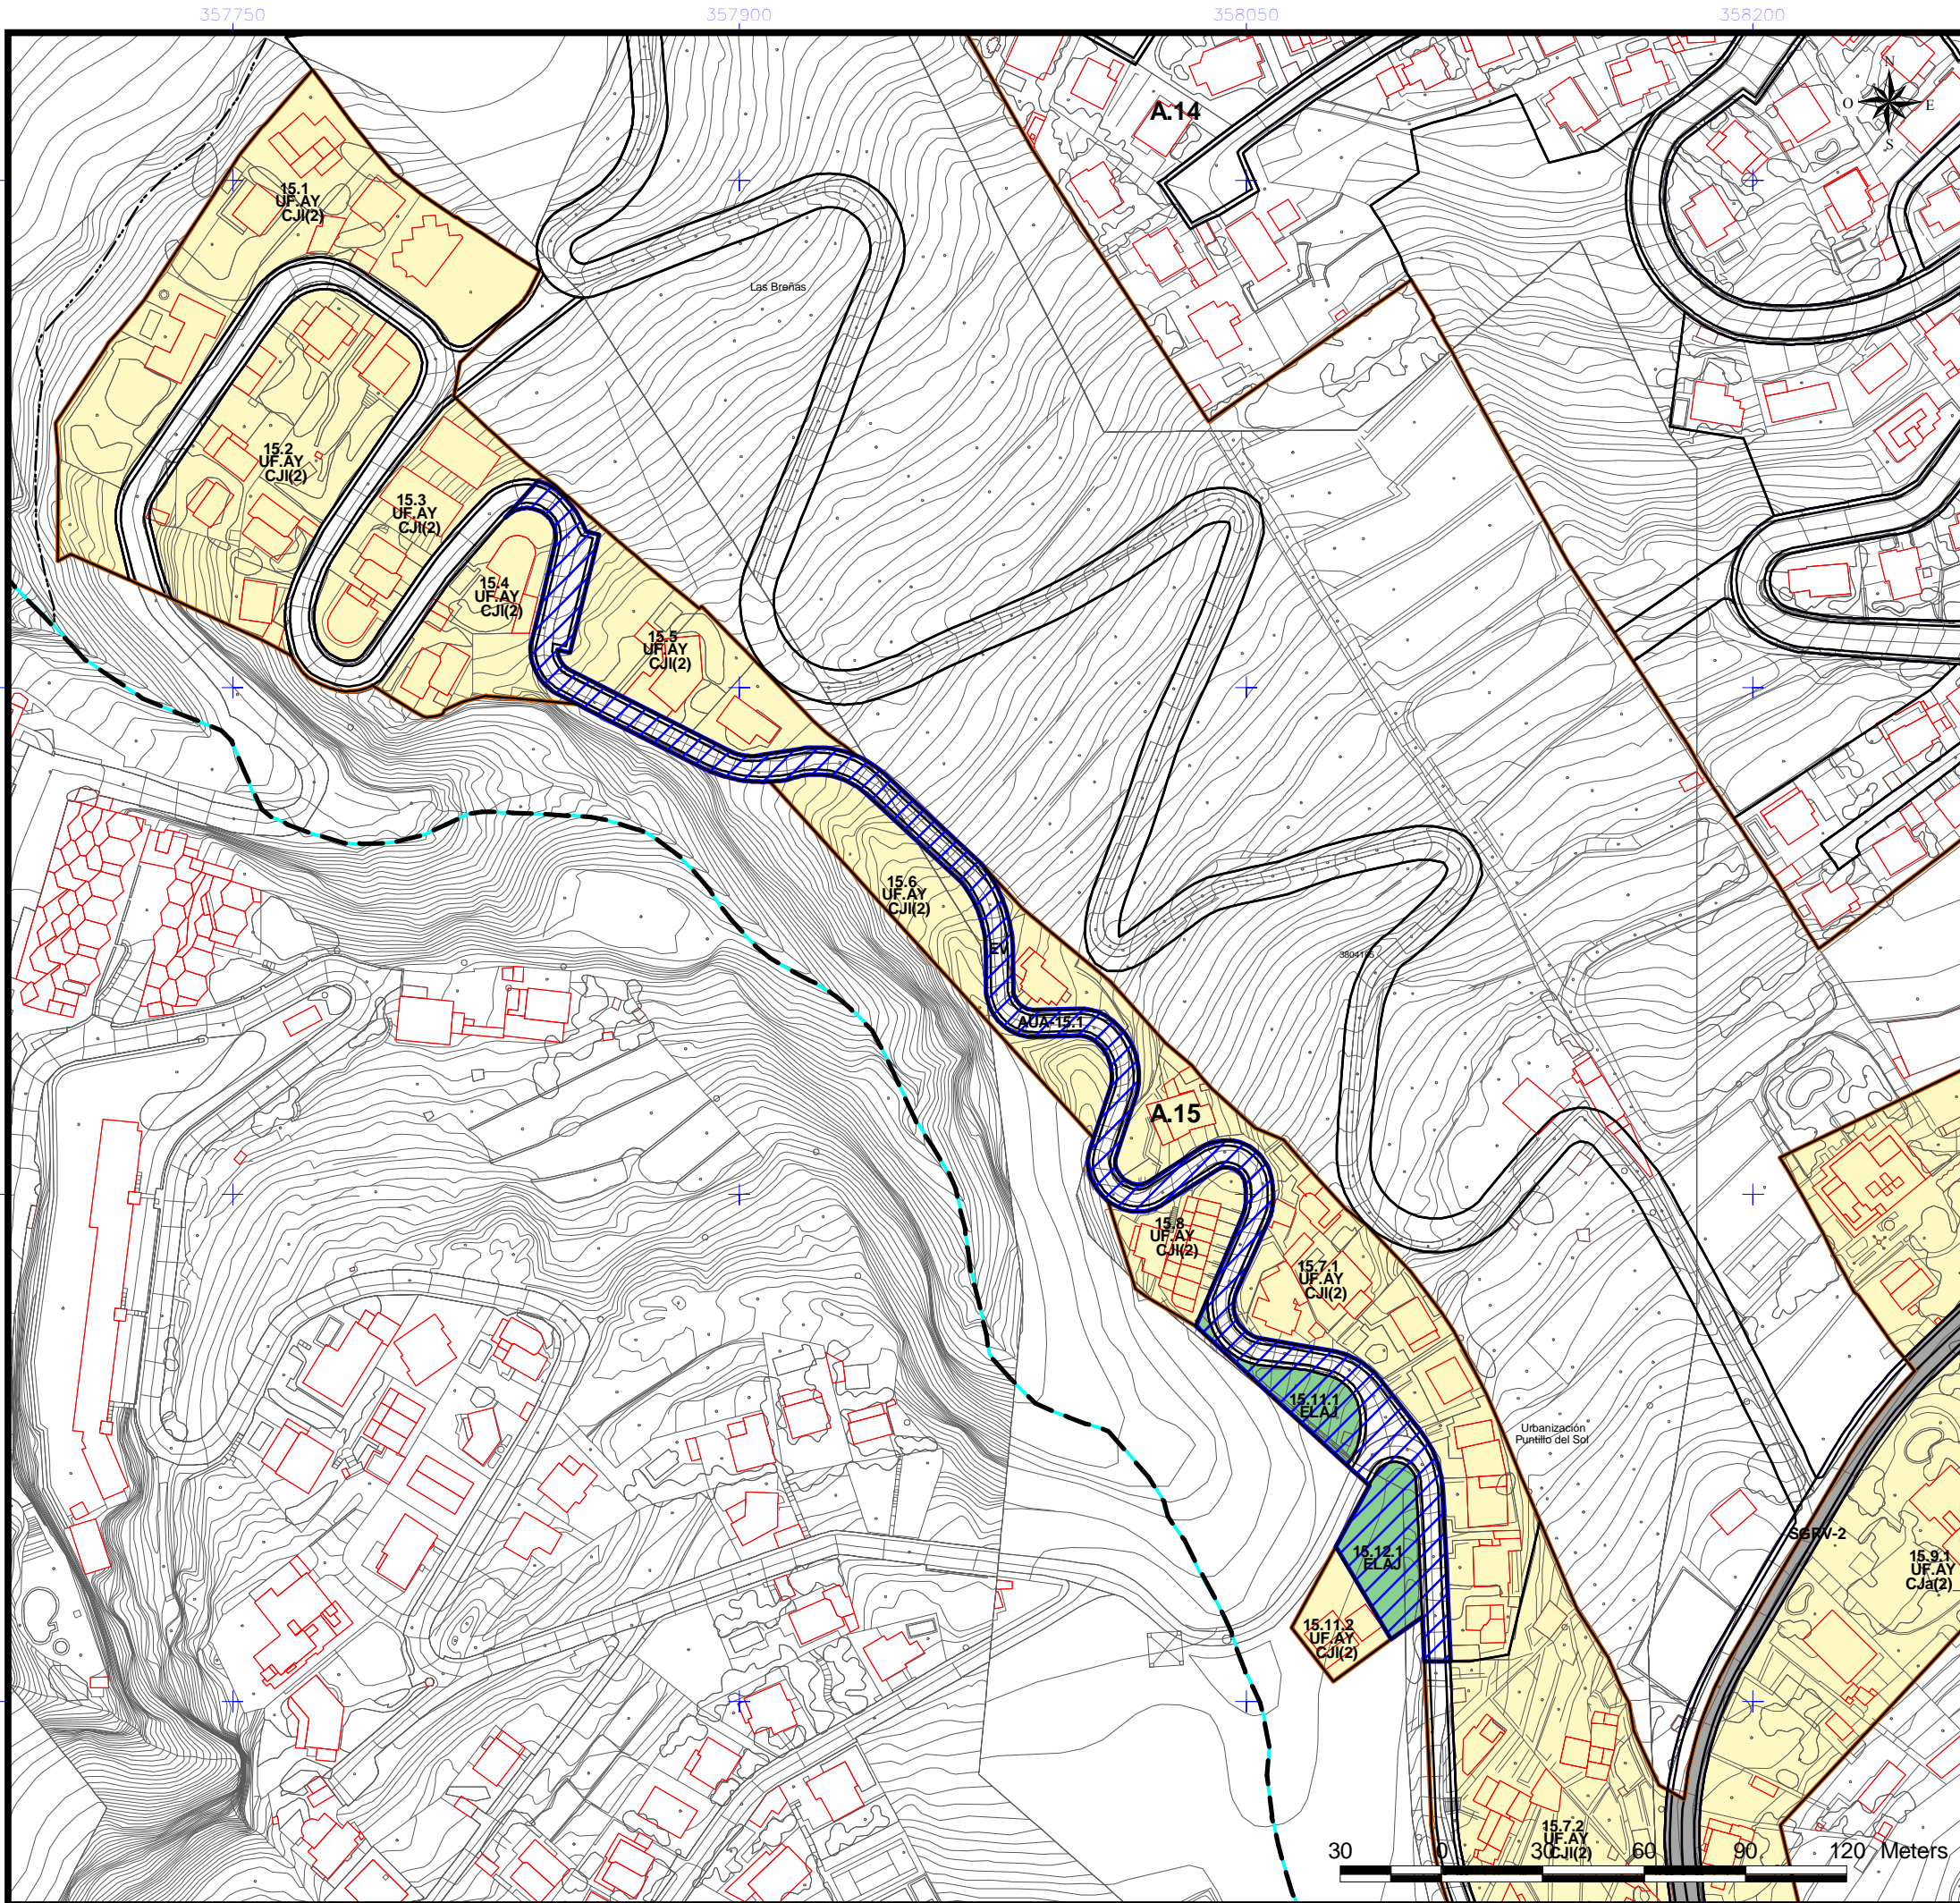 357750
357900
358050
358200
N
O
E
S
A.14
15.1
UF.AY
CJI(2)
Las Breñas
15.2
UF.AY
CJI(2)
15.3
UF.AY
CJI(2)
15.4
UF.AY
CJI(2)
15.5
UF.AY
CJI(2)
15.6
UF.AY
CJI(2)
EV
AUA-15.1
A.15
15.8
UF.AY
CJI(2)
15.7.1
UF.AY
CJI(2)
15.11.1
ELAJ
Urbanización
Puntillo del Sol
SGRV-2
15.12.1
ELAJ
15.9.1
UF.AY
CJa(2)
15.11.2
UF.AY
CJI(2)
15.7.2
UF.AY
CJI(2)
30 0 30 60 90 120 Meters